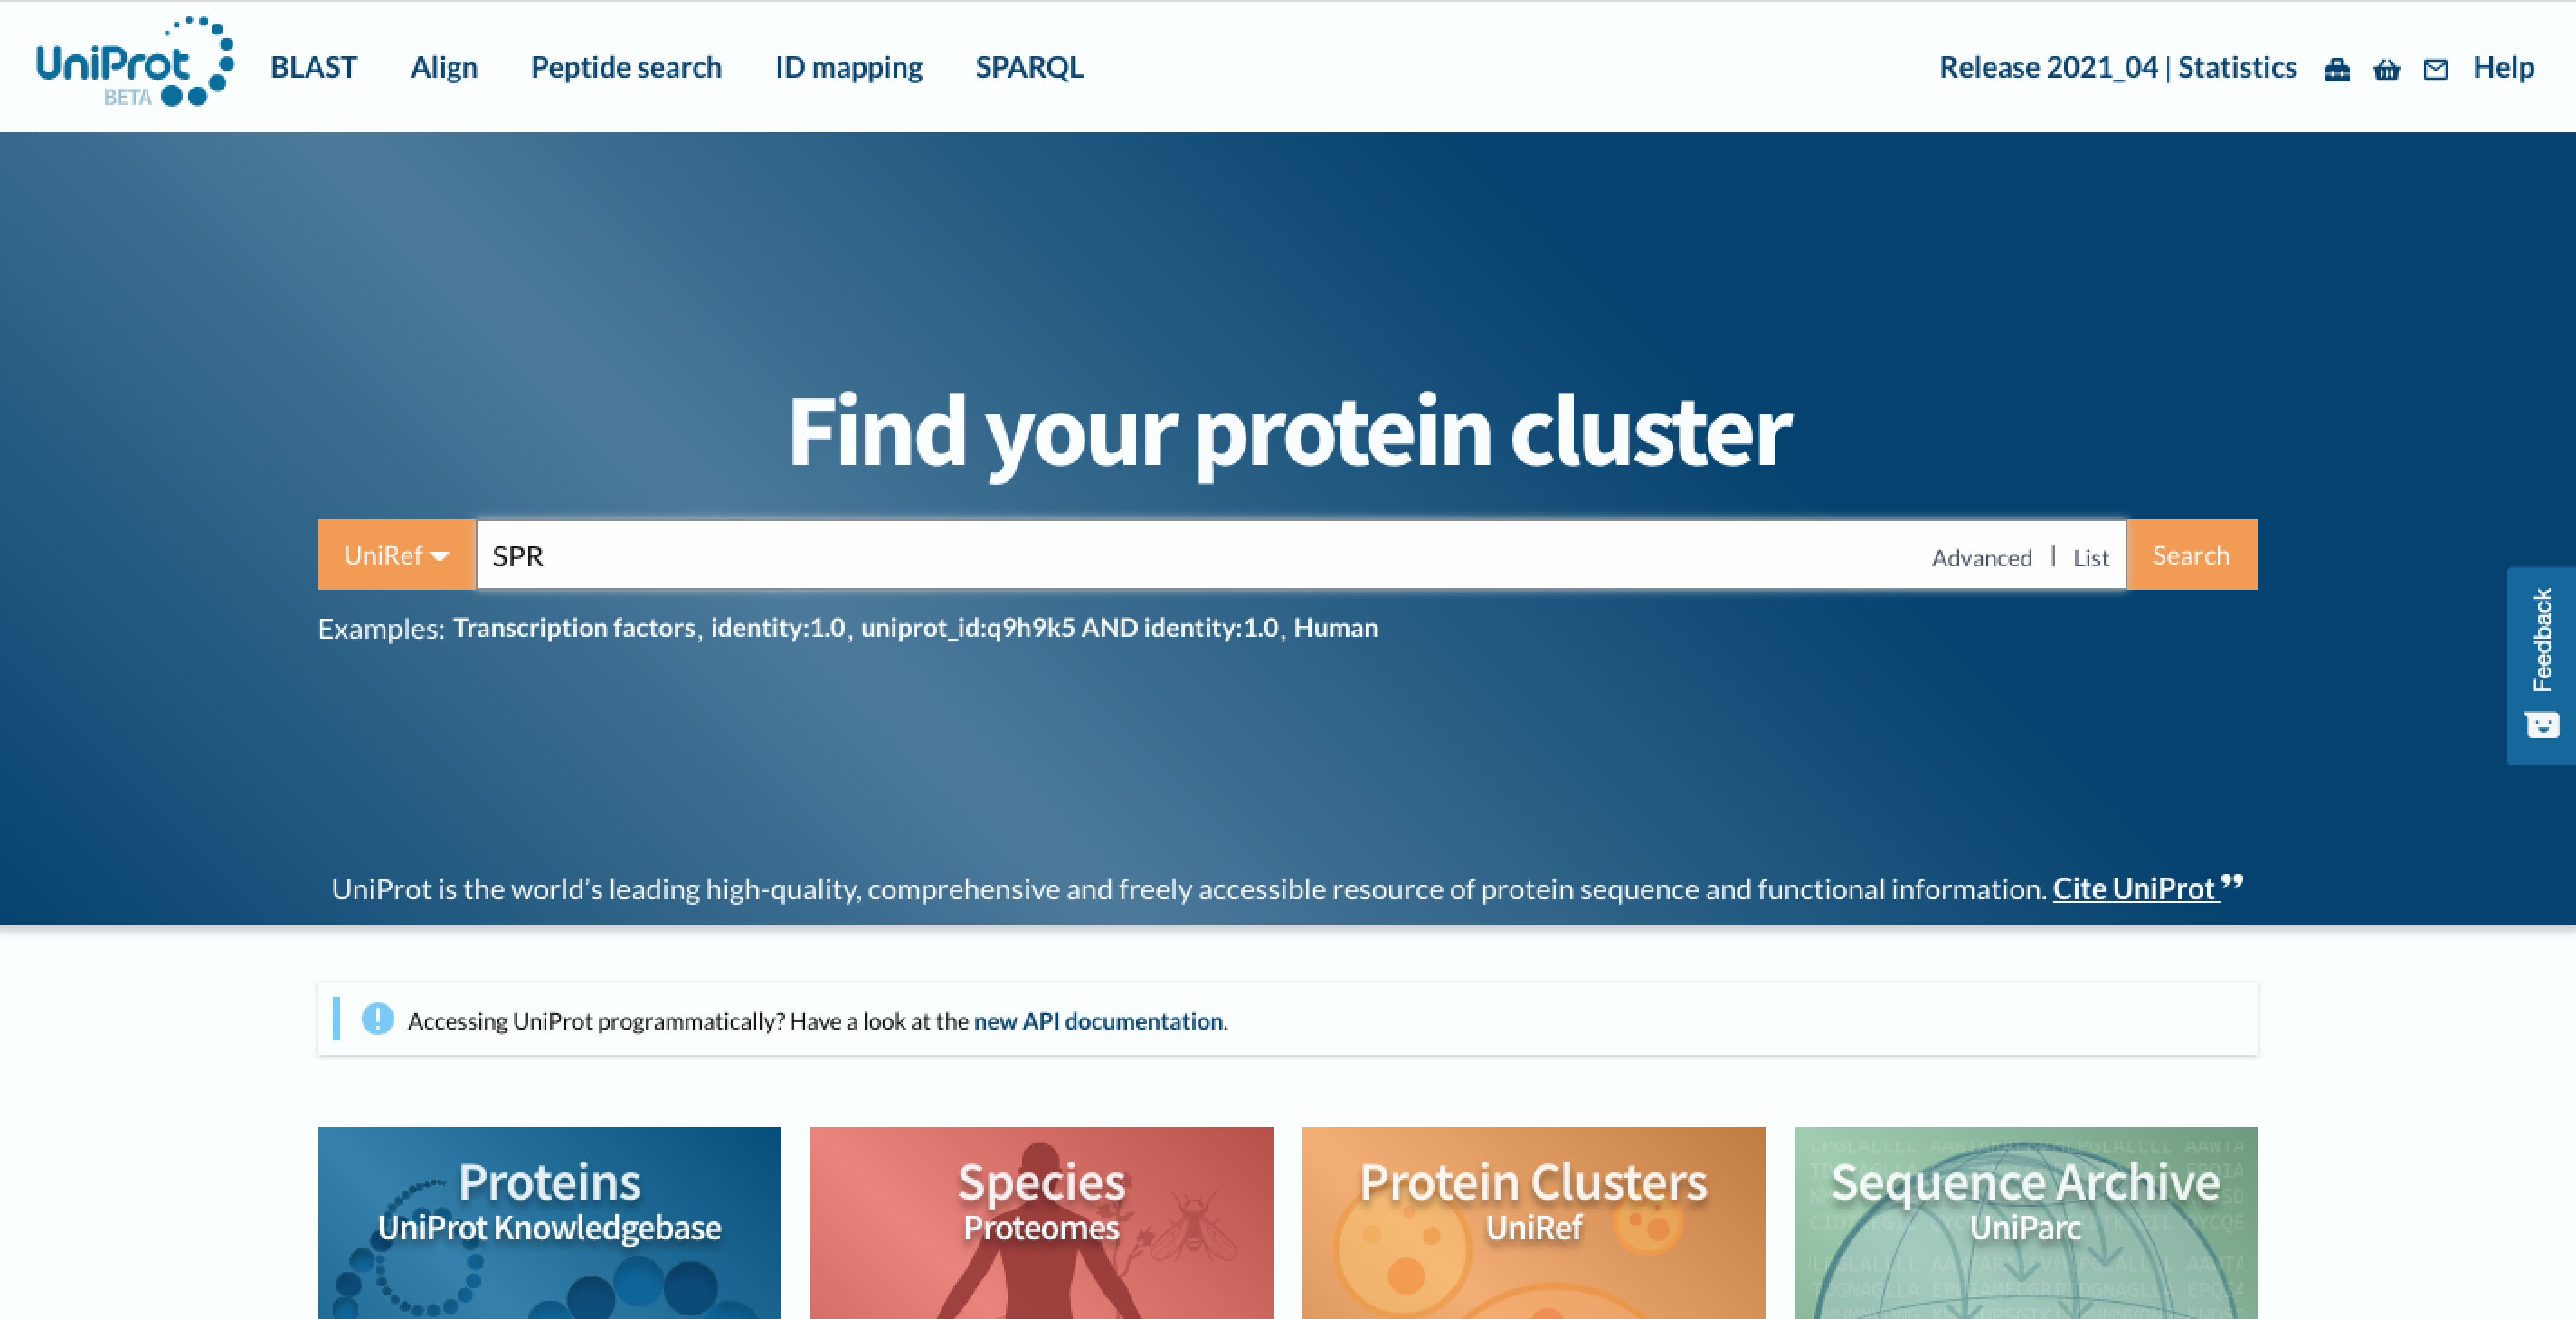 UniProt
BETA
BLAST Align Peptide search ID mapping SPARQL
Release 2021_04 | Statistics Help
Find your protein cluster
UniRef SPR Advanced | List Search
Examples: Transcription factors, identity:1.0, uniprot_id:q9h9k5 AND identity:1.0, Human
Feedback
UniProt is the world’s leading high-quality, comprehensive and freely accessible resource of protein sequence and functional information. Cite UniProt ”
Accessing UniProt programmatically? Have a look at the new API documentation.
Proteins
UniProt Knowledgebase
Species
Proteomes
Protein Clusters
UniRef
Sequence Archive
UniParc